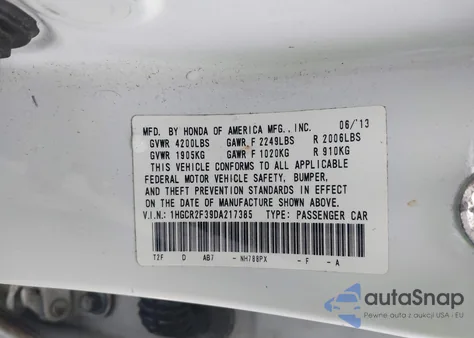 MFD. BY HONDA OF AMERICA MFG., INC. 06/13
GVWR 4200LBS GAWR F 2249LBS R 2006LBS
GVWR 1905KG GAWR F 1020KG R 910KG
THIS VEHICLE CONFORMS TO ALL APPLICABLE
FEDERAL MOTOR VEHICLE SAFETY, BUMPER,
AND THEFT PREVENTION STANDARDS IN EFFECT
ON THE DATE OF MANUFACTURE SHOWN ABOVE.
V.I.N.: 1HGCR2F39DA217385 TYPE: PASSENGER CAR
T2F D AB7 - NH788PX - F - A
autoSnap
Pewne auta z aukcji USA i EU